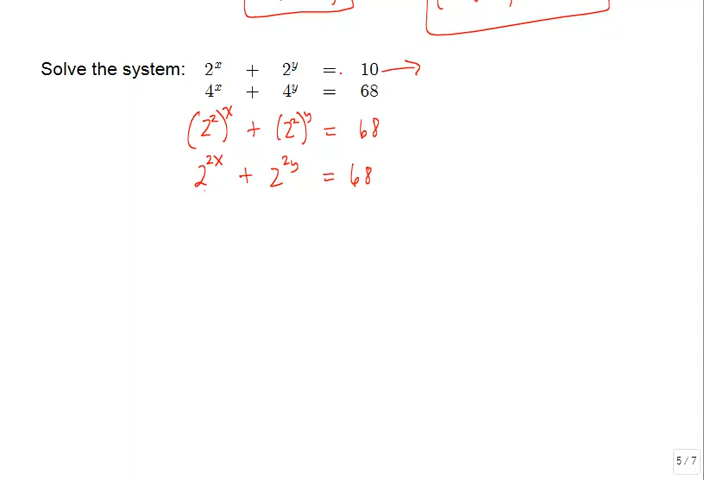 Solve the system: 2^x + 2^y = 10 →
4^x + 4^y = 68
(2^2)^x + (2^2)^y = 68
2^2x + 2^2y = 68
5 / 7